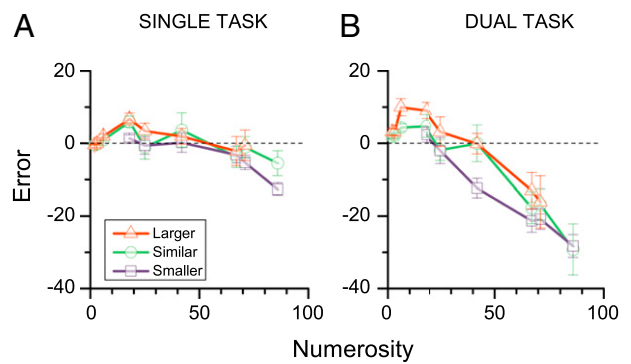 A SINGLE TASK
B DUAL TASK
20
0
-20
-40
20
0
-20
-40
Error
Larger
Similar
Smaller
0 50 100
0 50 100
Numerosity